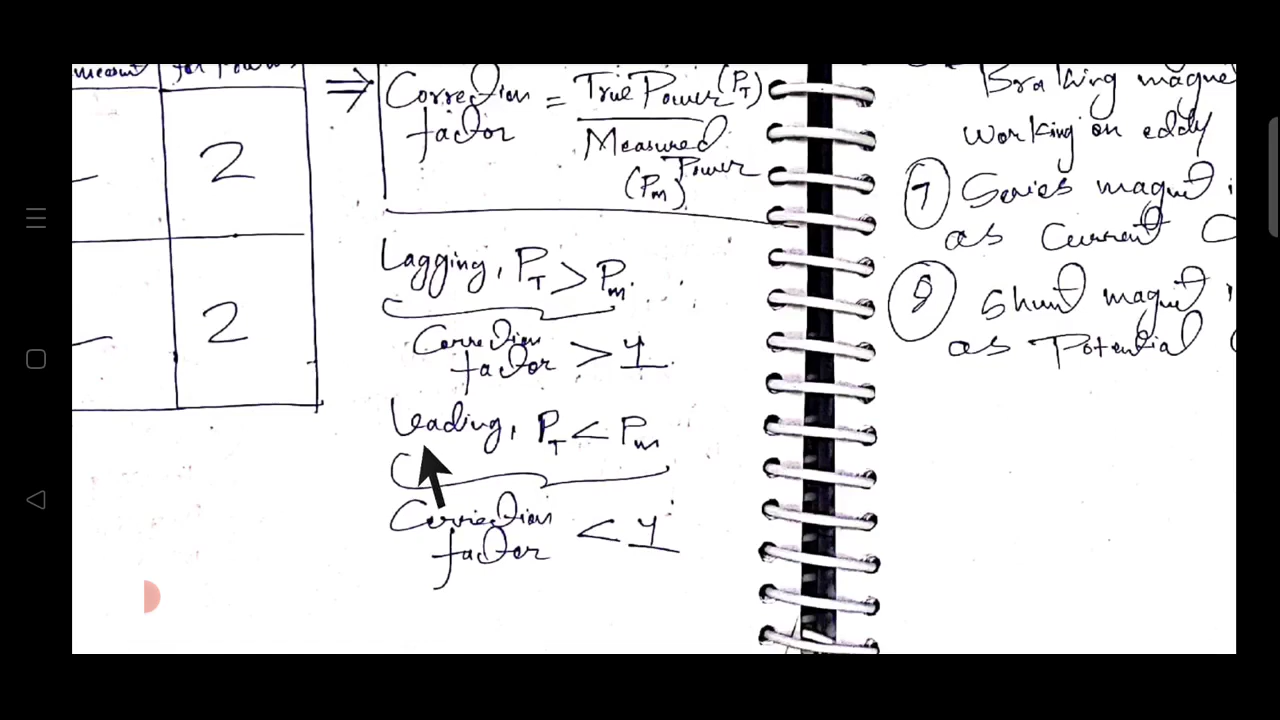 Correction
factor = True Power (PT)
Measured
Power
(Pm)
2
2
Lagging, PT > Pm.
Correction
factor > 1.
Leading, PT < Pm
Correction
factor < 1
Braking magne
working on eddy
7 Series magnet i
as Current C
8 Shunt magnet
as Potential